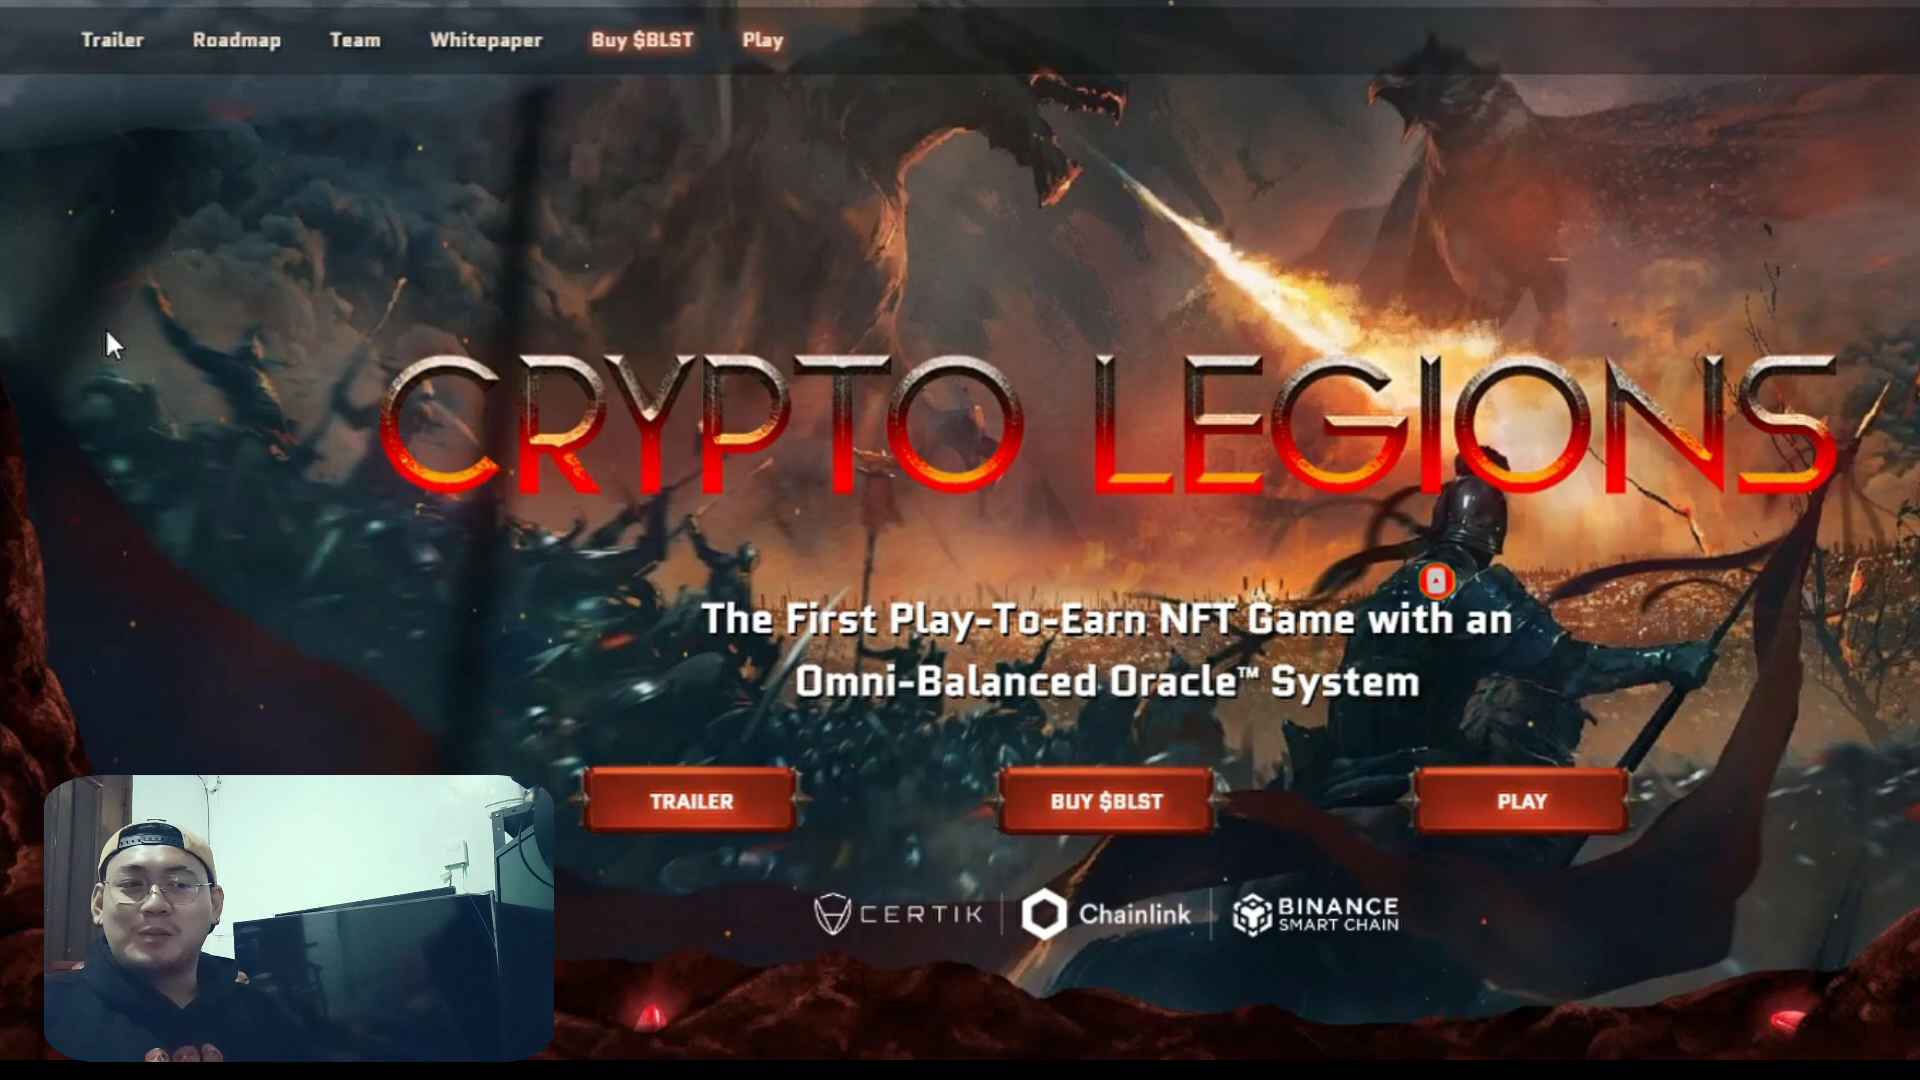 Trailer Roadmap Team Whitepaper Buy $BLST Play
CRYPTO LEGIONS
The First Play-To-Earn NFT Game with an
Omni-Balanced Oracle™ System
TRAILER BUY $BLST PLAY
CERTIK Chainlink BINANCE
SMART CHAIN